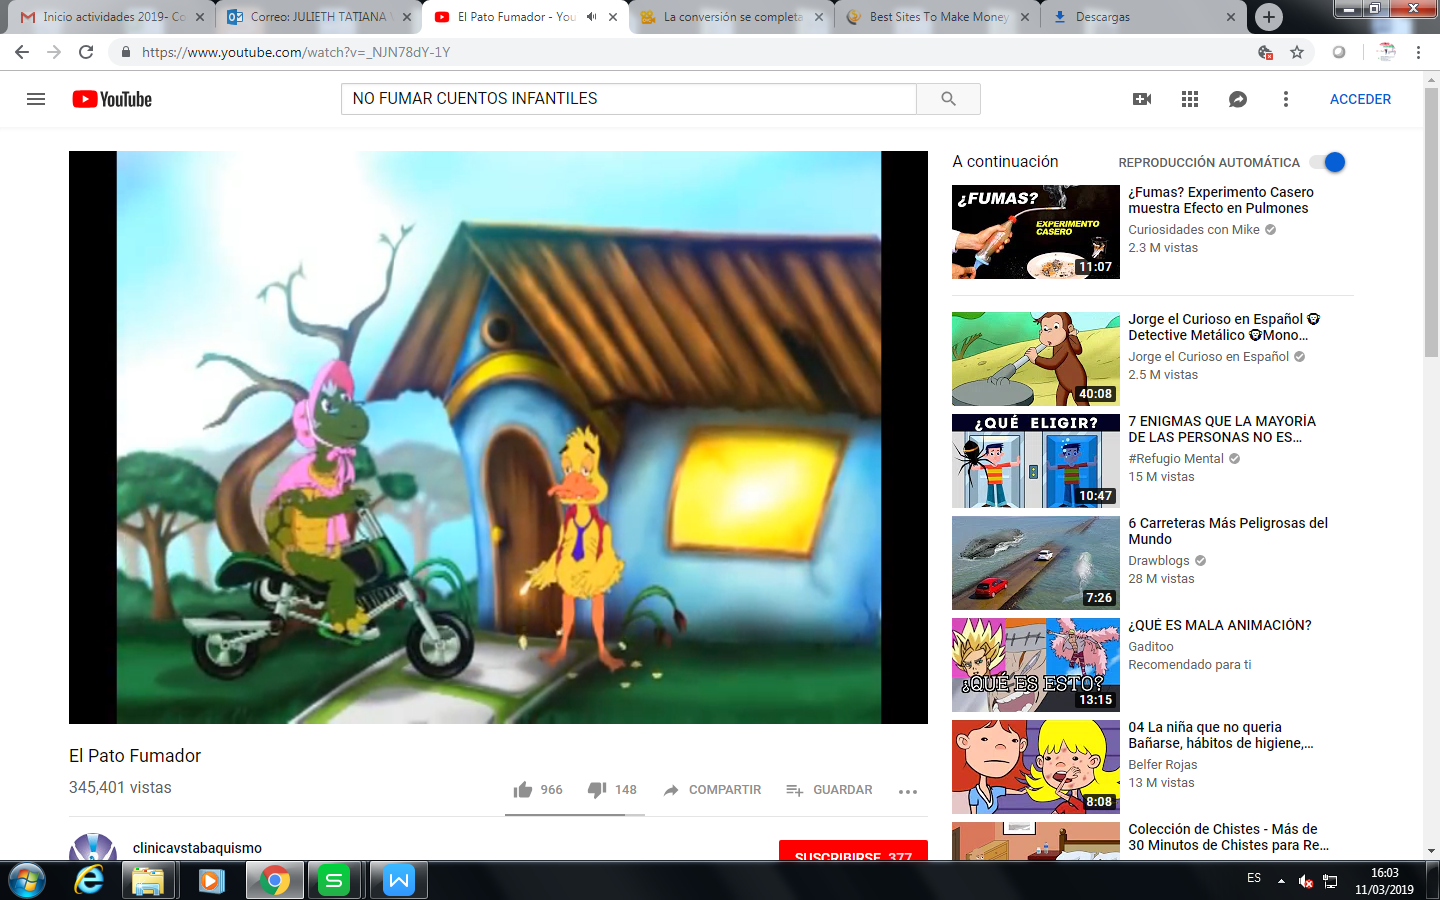 Inicio actividades 2019- Co
Correo: JULIETH TATIANA
El Pato Fumador - You
La conversión se completa
Best Sites To Make Money
Descargas
https://www.youtube.com/watch?v=_NJN78dY-1Y
YouTube
NO FUMAR CUENTOS INFANTILES
ACCEDER
A continuación
REPRODUCCIÓN AUTOMÁTICA
¿FUMAS?
EXPERIMENTO
CASERO
11:07
¿Fumas? Experimento Casero
muestra Efecto en Pulmones
Curiosidades con Mike
2.3 M vistas
40:08
Jorge el Curioso en Español
Detective Metálico Mono...
Jorge el Curioso en Español
2.5 M vistas
¿QUÉ ELIGIR?
10:47
7 ENIGMAS QUE LA MAYORÍA
DE LAS PERSONAS NO ES...
#Refugio Mental
15 M vistas
7:26
6 Carreteras Más Peligrosas del
Mundo
Drawblogs
28 M vistas
¿QUÉ ES ESTO?
13:15
¿QUÉ ES MALA ANIMACIÓN?
Gaditoo
Recomendado para ti
8:08
04 La niña que no queria
Bañarse, hábitos de higiene,...
Belfer Rojas
13 M vistas
Colección de Chistes - Más de
30 Minutos de Chistes para Re...
El Pato Fumador
345,401 vistas
966
148
COMPARTIR
GUARDAR
clinicavstabaquismo
SUSCRIBIRSE 377
ES
16:03
11/03/2019